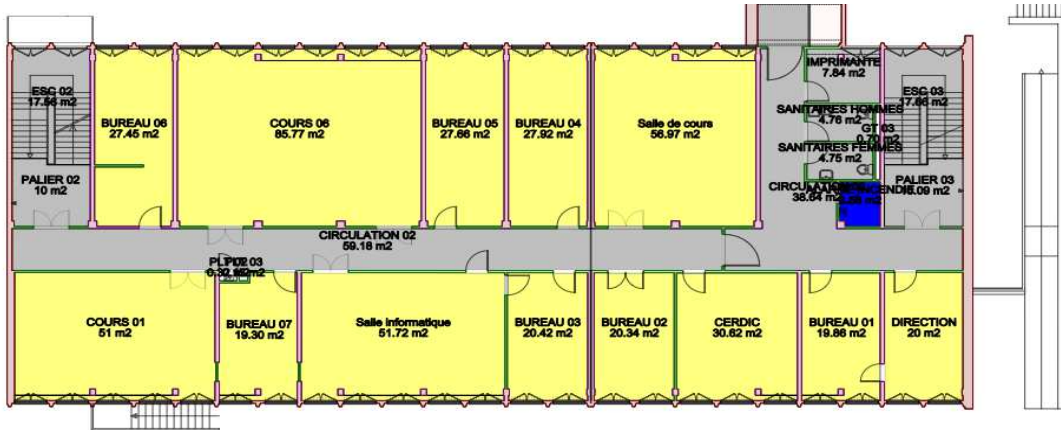 IMPRIMANTE
7.84 m2
ESC 02
17.56 m2
ESC 03
BUREAU 06
27.45 m2
COURS 06
85.77 m2
BUREAU 05
27.66 m2
BUREAU 04
27.92 m2
Salle de cours
56.97 m2
SANITAIRES HOMMES
4.76 m2
GT 03
0.70 m2
SANITAIRES FEMMES
4.75 m2
PALIER 02
10 m2
PALIER 03
38.64 m2
CIRCULATION 02
59.18 m2
COURS 01
51 m2
BUREAU 07
19.30 m2
Salle informatique
51.72 m2
BUREAU 03
20.42 m2
BUREAU 02
20.34 m2
CERDIC
30.62 m2
BUREAU 01
19.86 m2
DIRECTION
20 m2